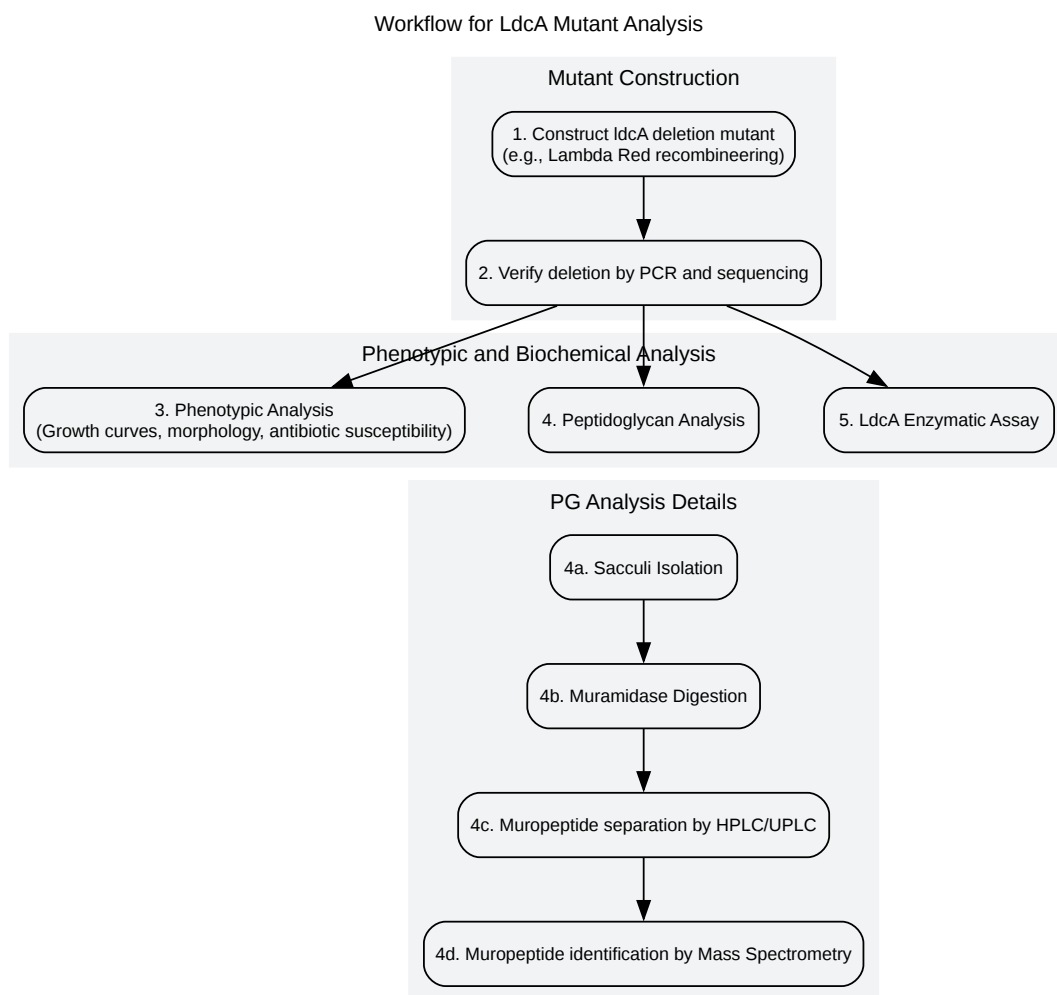 Workflow for LdcA Mutant Analysis
Mutant Construction
1. Construct ldcA deletion mutant
(e.g., Lambda Red recombineering)
2. Verify deletion by PCR and sequencing
Phenotypic and Biochemical Analysis
3. Phenotypic Analysis
(Growth curves, morphology, antibiotic susceptibility)
4. Peptidoglycan Analysis
5. LdcA Enzymatic Assay
PG Analysis Details
4a. Sacculi Isolation
4b. Muramidase Digestion
4c. Muropeptide separation by HPLC/UPLC
4d. Muropeptide identification by Mass Spectrometry